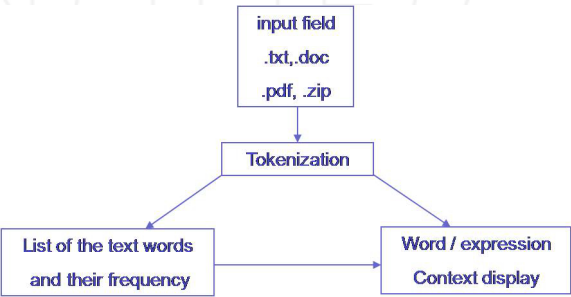 input field
.txt,.doc
.pdf, .zip
Tokenization
List of the text words
and their frequency
Word / expression
Context display